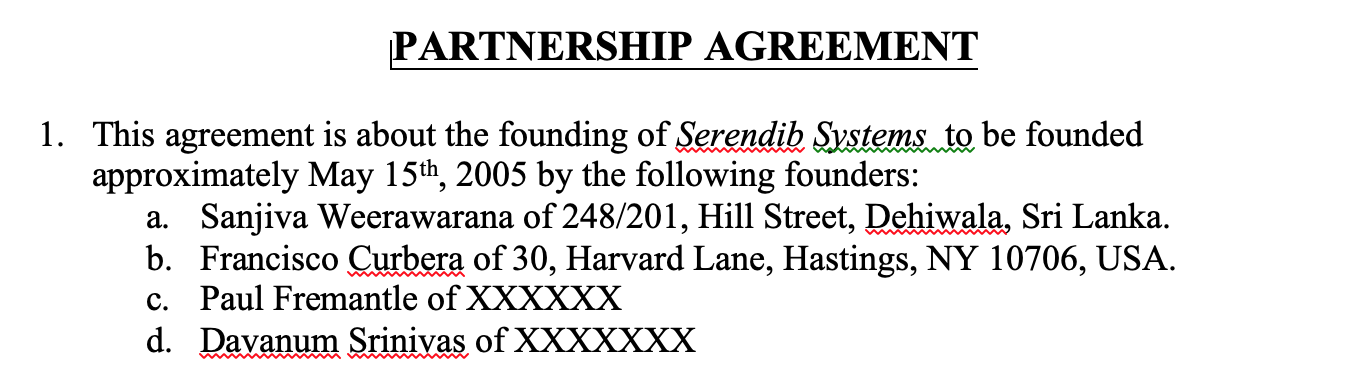 PARTNERSHIP AGREEMENT
1. This agreement is about the founding of Serendib Systems to be founded
approximately May 15th, 2005 by the following founders:
a. Sanjiva Weerawarana of 248/201, Hill Street, Dehiwala, Sri Lanka.
b. Francisco Curbera of 30, Harvard Lane, Hastings, NY 10706, USA.
c. Paul Fremantle of XXXXXX
d. Davanum Srinivas of XXXXXXX